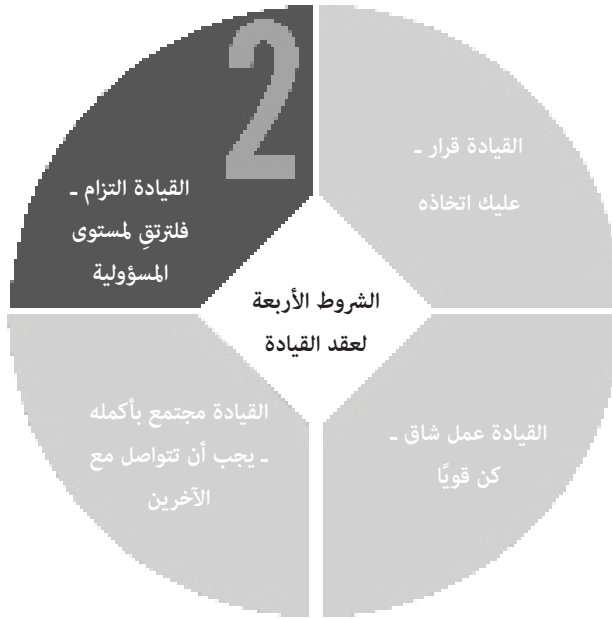 2
القيادة قرار ـ
عليك اتخاذه
القيادة التزام ـ
فلترتقِ لمستوى
المسؤولية
الشروط الأربعة
لعقد القيادة
القيادة عمل شاق ـ
كن قويًا
القيادة مجتمع بأكمله
ـ يجب أن تتواصل مع
الآخرين